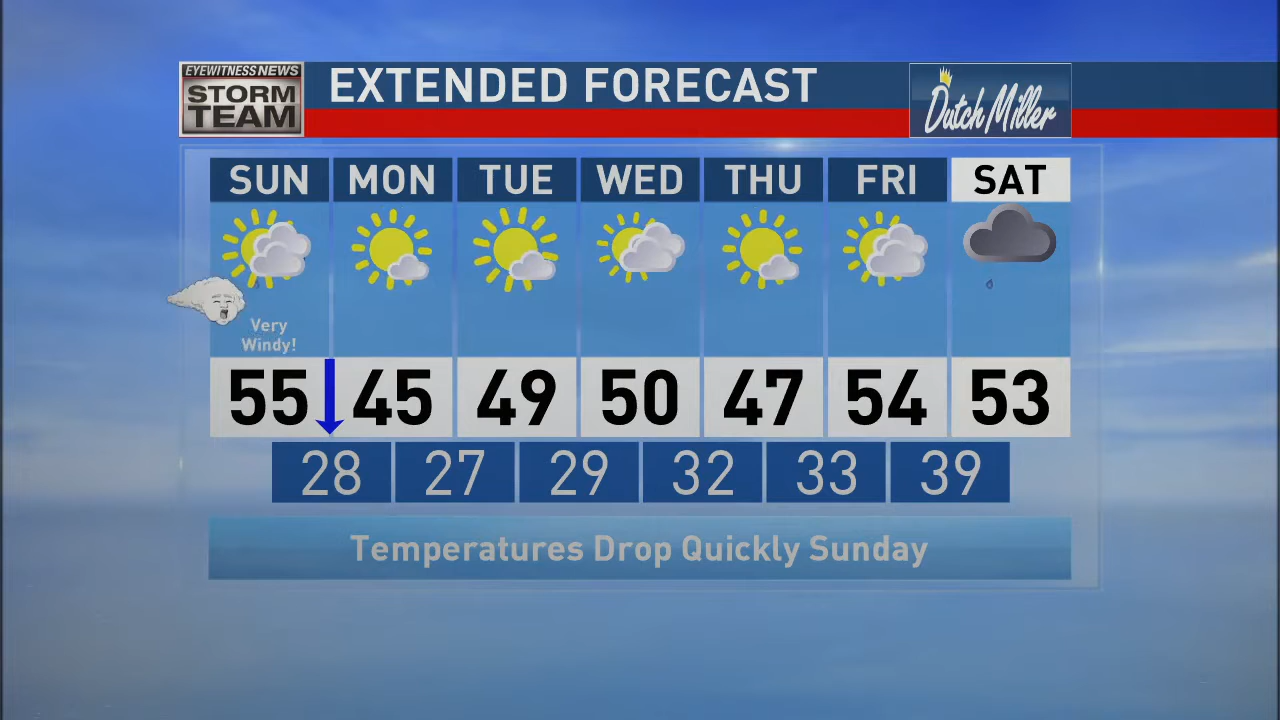 EYEWITNESS NEWS
STORM
TEAM
EXTENDED FORECAST
Dutch Miller
SUN MON TUE WED THU FRI SAT
Very
Windy!
55 45 49 50 47 54 53
28 27 29 32 33 39
Temperatures Drop Quickly Sunday